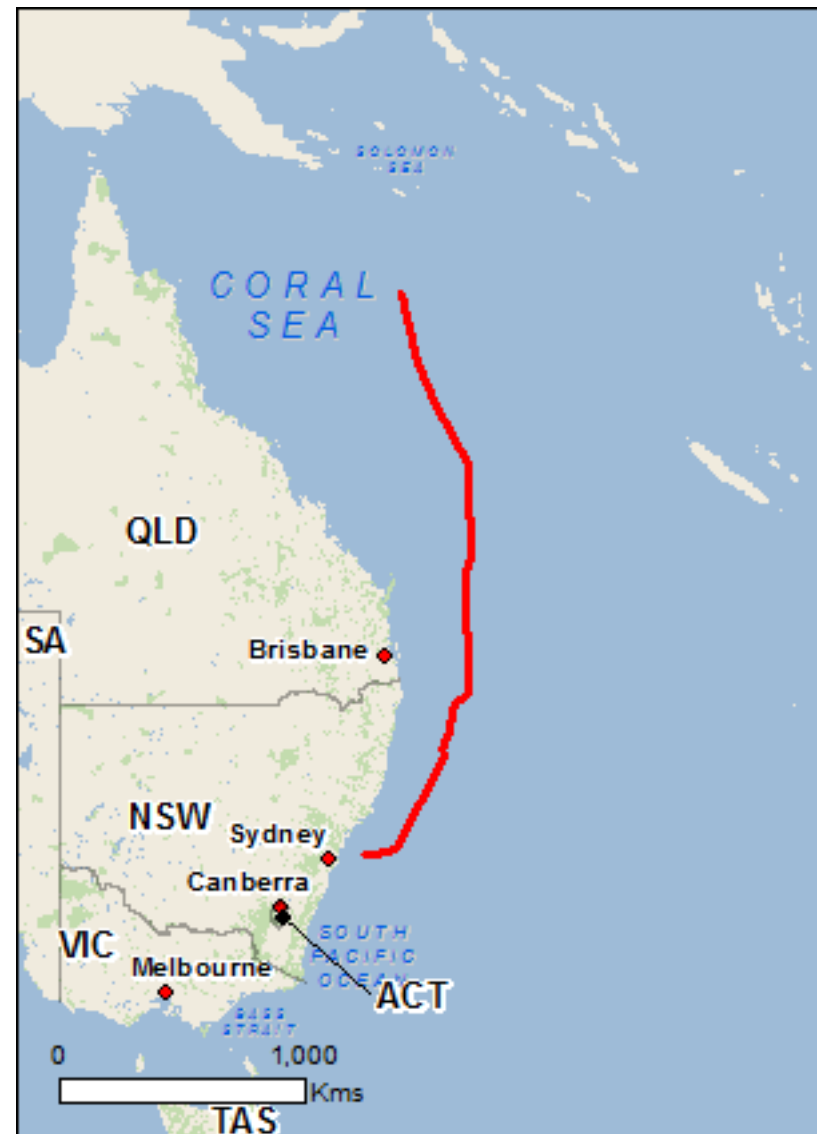 SOLOMON
SEA
CORAL
SEA
QLD
SA
Brisbane
NSW
Sydney
Canberra
VIC
SOUTH
PACIFIC
OCEAN
Melbourne
ACT
BASS
STRAIT
0 1,000
Kms
TAS